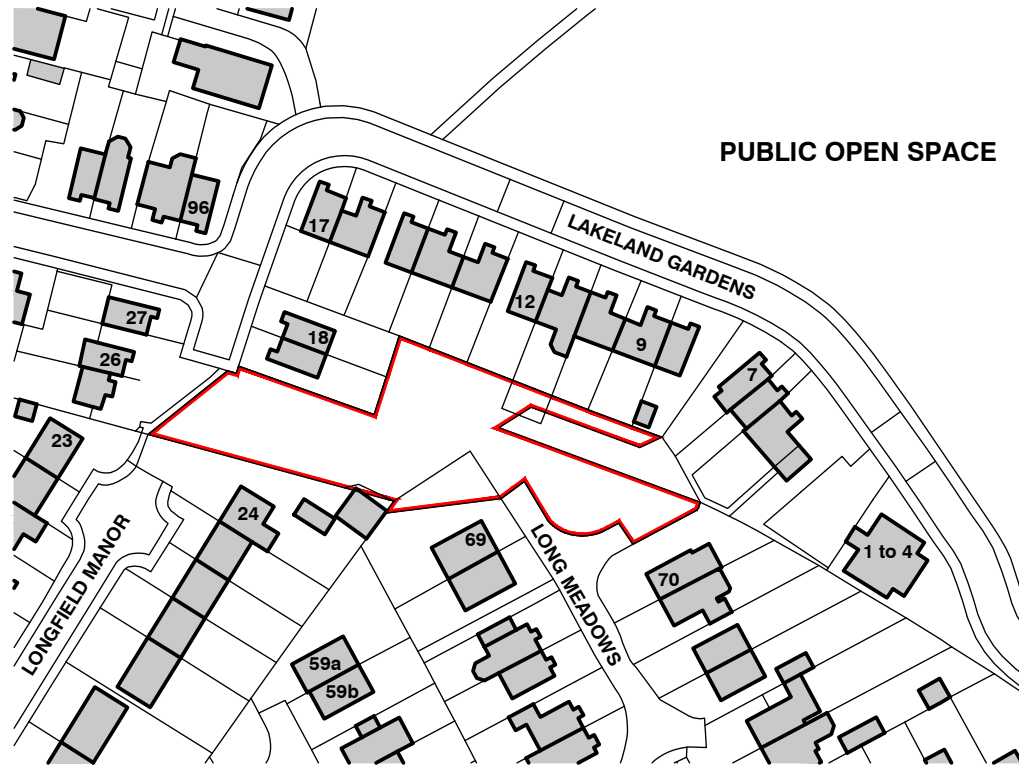 PUBLIC OPEN SPACE
96
17
LAKELAND GARDENS
12
27
18
9
26
7
23
24
69
LONG MEADOWS
1 to 4
LONGFIELD MANOR
70
59a
59b